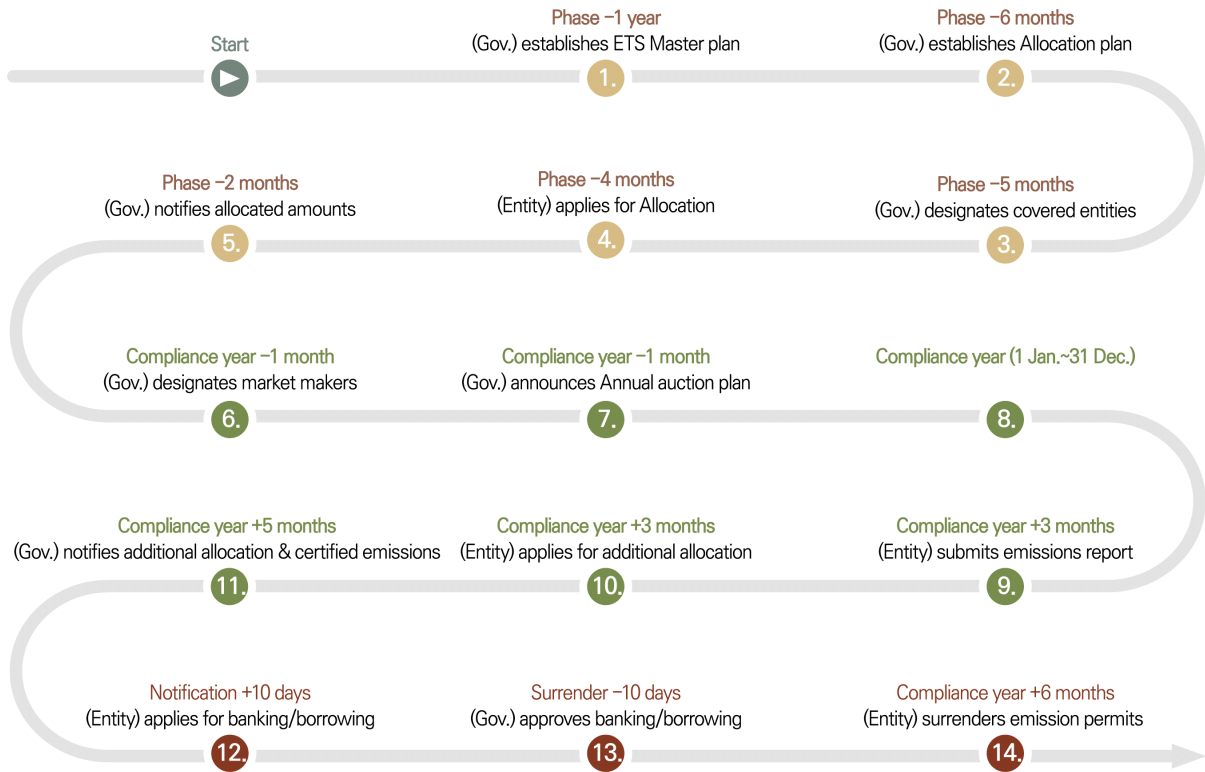 Start
Phase −1 year
(Gov.) establishes ETS Master plan
1.
Phase −6 months
(Gov.) establishes Allocation plan
2.
Phase −5 months
(Gov.) designates covered entities
3.
Phase −4 months
(Entity) applies for Allocation
4.
Phase −2 months
(Gov.) notifies allocated amounts
5.
Compliance year −1 month
(Gov.) designates market makers
6.
Compliance year −1 month
(Gov.) announces Annual auction plan
7.
Compliance year (1 Jan.~31 Dec.)
8.
Compliance year +3 months
(Entity) submits emissions report
9.
Compliance year +3 months
(Entity) applies for additional allocation
10.
Compliance year +5 months
(Gov.) notifies additional allocation & certified emissions
11.
Notification +10 days
(Entity) applies for banking/borrowing
12.
Surrender −10 days
(Gov.) approves banking/borrowing
13.
Compliance year +6 months
(Entity) surrenders emission permits
14.